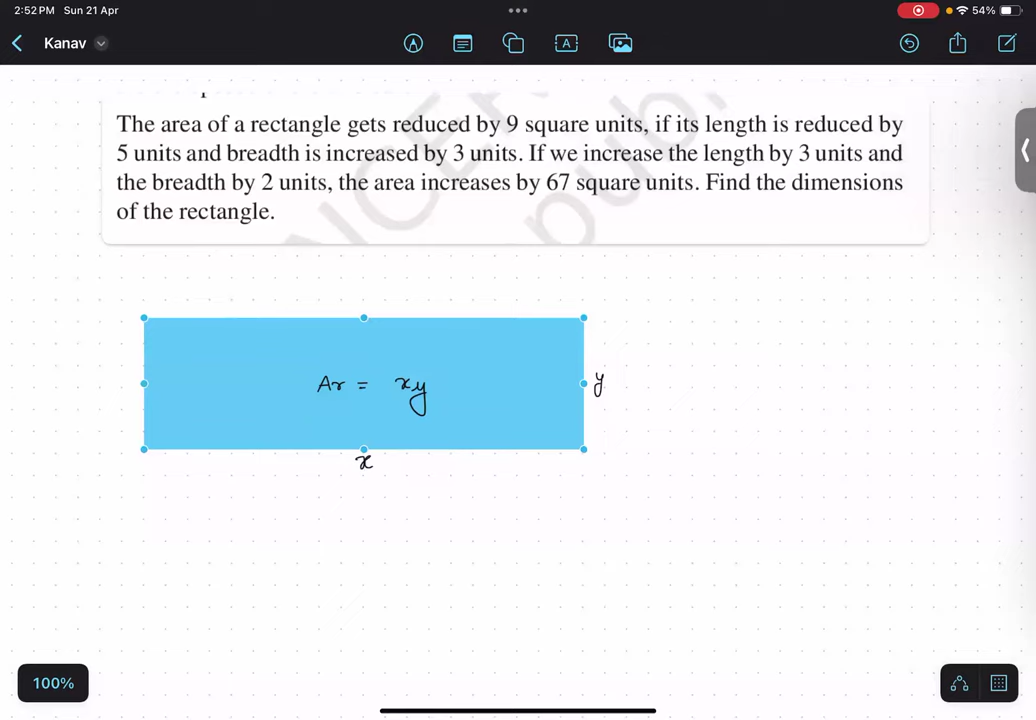 2:52 PM Sun 21 Apr
54%
Kanav
A
The area of a rectangle gets reduced by 9 square units, if its length is reduced by
5 units and breadth is increased by 3 units. If we increase the length by 3 units and
the breadth by 2 units, the area increases by 67 square units. Find the dimensions
of the rectangle.
Ar = xy
y
x
100%